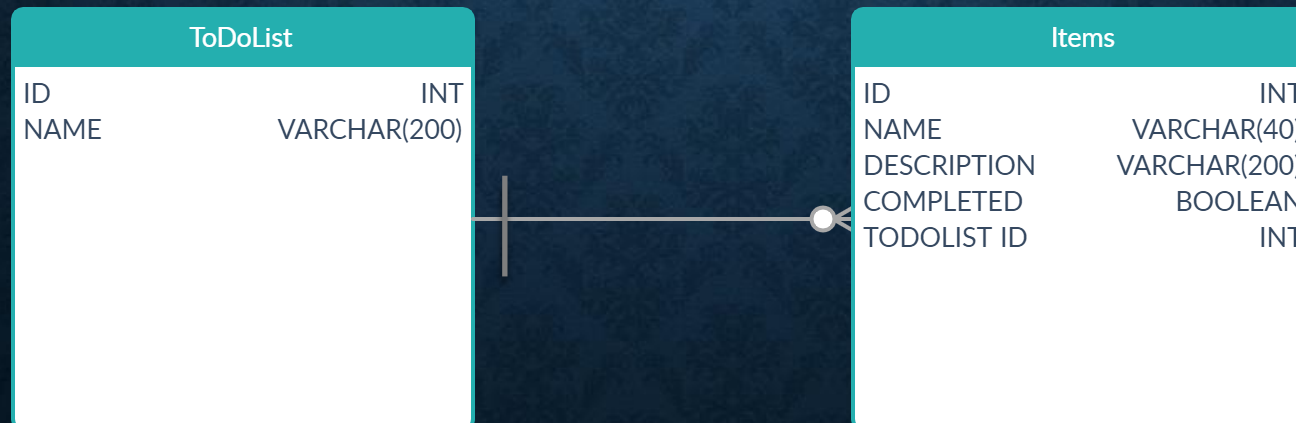 ToDoList
ID INT
NAME VARCHAR(200)
Items
ID INT
NAME VARCHAR(40)
DESCRIPTION VARCHAR(200)
COMPLETED BOOLEAN
TODOLIST ID INT